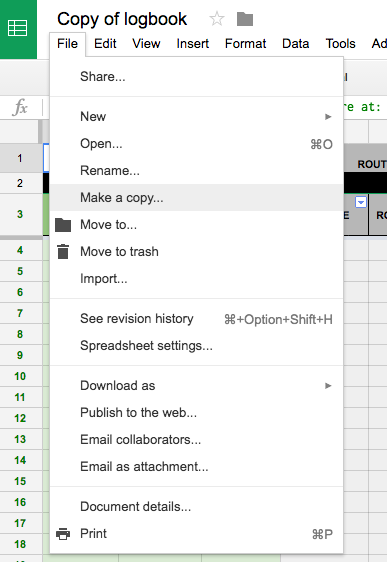 Copy of logbook
File Edit View Insert Format Data Tools
fx re at:
Share...
New
Open... ⌘O
1 ROUT
Rename...
2 Make a copy...
3 Move to... E RO
4 Move to trash
5 Import...
6
7 See revision history ⌘+Option+Shift+H
8 Spreadsheet settings...
9
10 Download as
11
12 Publish to the web...
13 Email collaborators...
14 Email as attachment...
15
16 Document details...
17 Print ⌘P
18